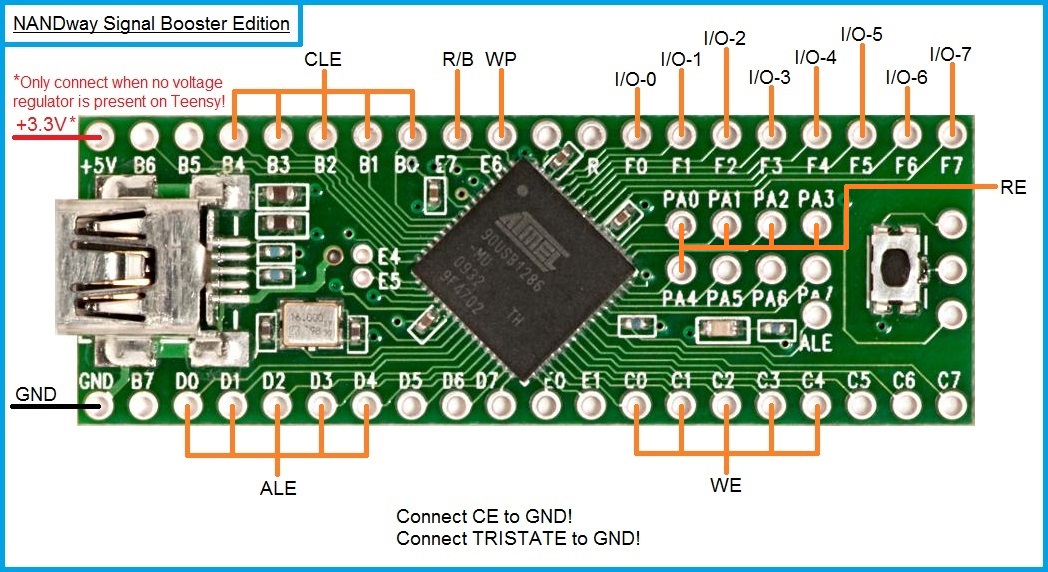 NANDway Signal Booster Edition
*Only connect when no voltage
regulator is present on Teensy!
+3.3V*
CLE
R/B WP
I/O-0
I/O-1
I/O-2
I/O-3
I/O-4
I/O-5
I/O-6
I/O-7
+5V B6 B5 B4 B3 B2 B1 B0 E7 E6 R F0 F1 F2 F3 F4 F5 F6 F7
RE
PA0 PA1 PA2 PA3
E4
E5
ATMEL
90USB1286
-MU
0932
9F4702
TH
PA4 PA5 PA6 PA7
ALE
16.000
GND
GND B7 D0 D1 D2 D3 D4 D5 D6 D7 E0 E1 C0 C1 C2 C3 C4 C5 C6 C7
ALE
WE
Connect CE to GND!
Connect TRISTATE to GND!